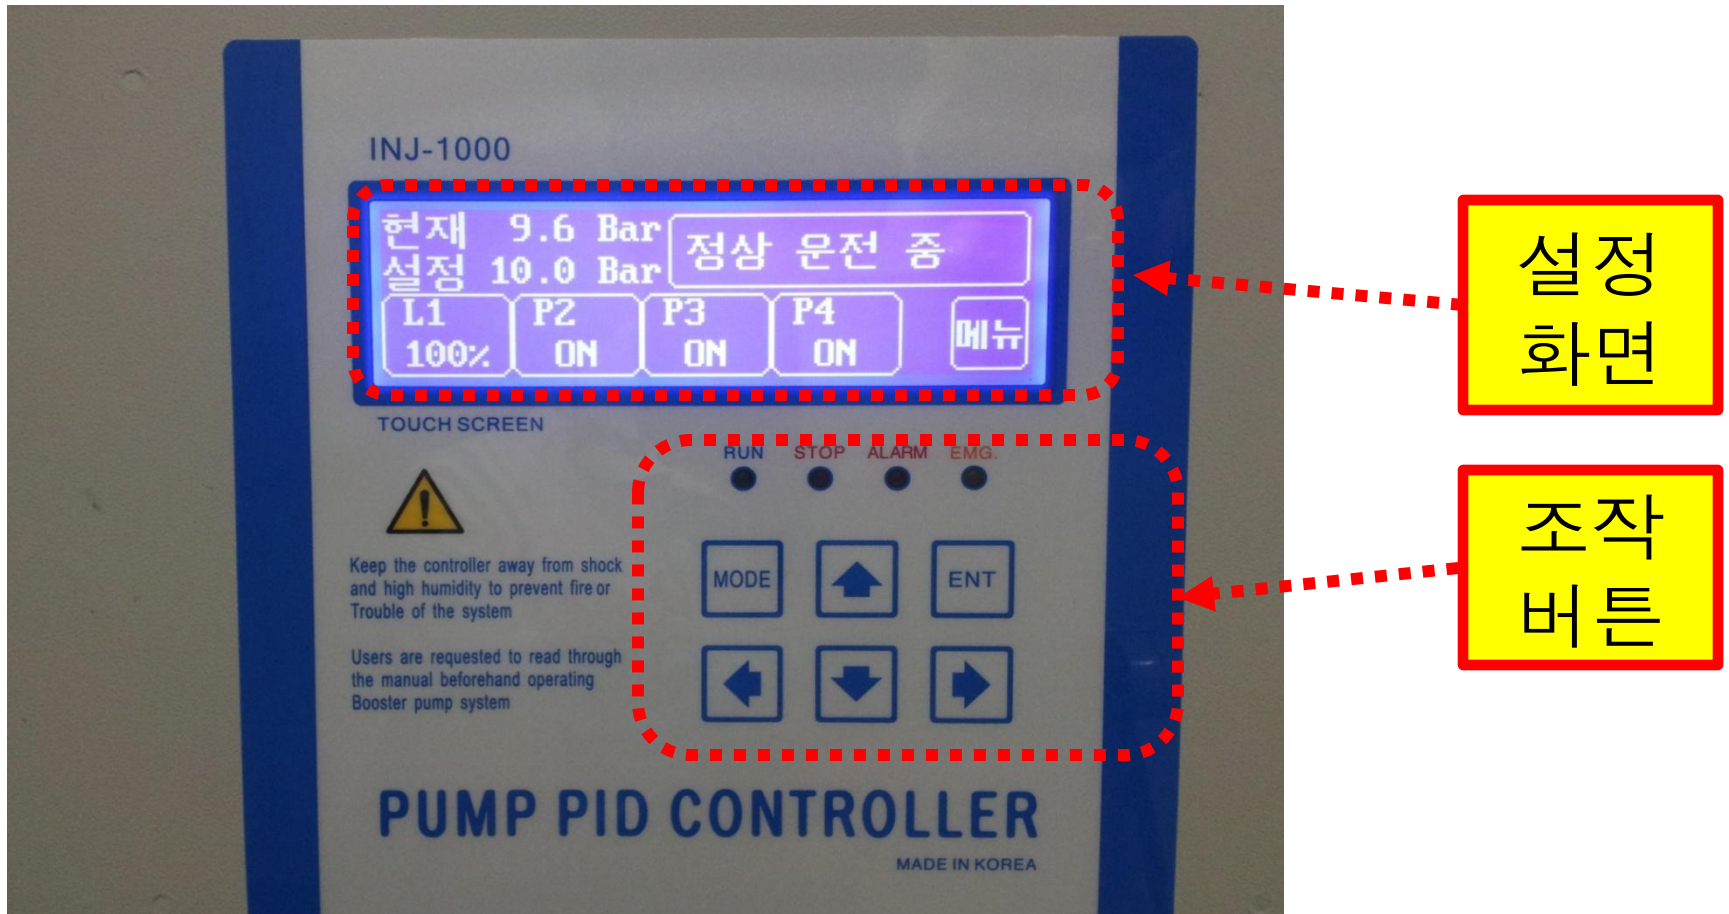 INJ-1000
현재 9.6 Bar
설정 10.0 Bar
정상 운전 중
L1 P2 P3 P4
100% ON ON ON
메뉴
TOUCH SCREEN
RUN STOP ALARM EMG.
MODE ENT
Keep the controller away from shock
and high humidity to prevent fire or
Trouble of the system
Users are requested to read through
the manual beforehand operating
Booster pump system
PUMP PID CONTROLLER
MADE IN KOREA
설정
화면
조작
버튼